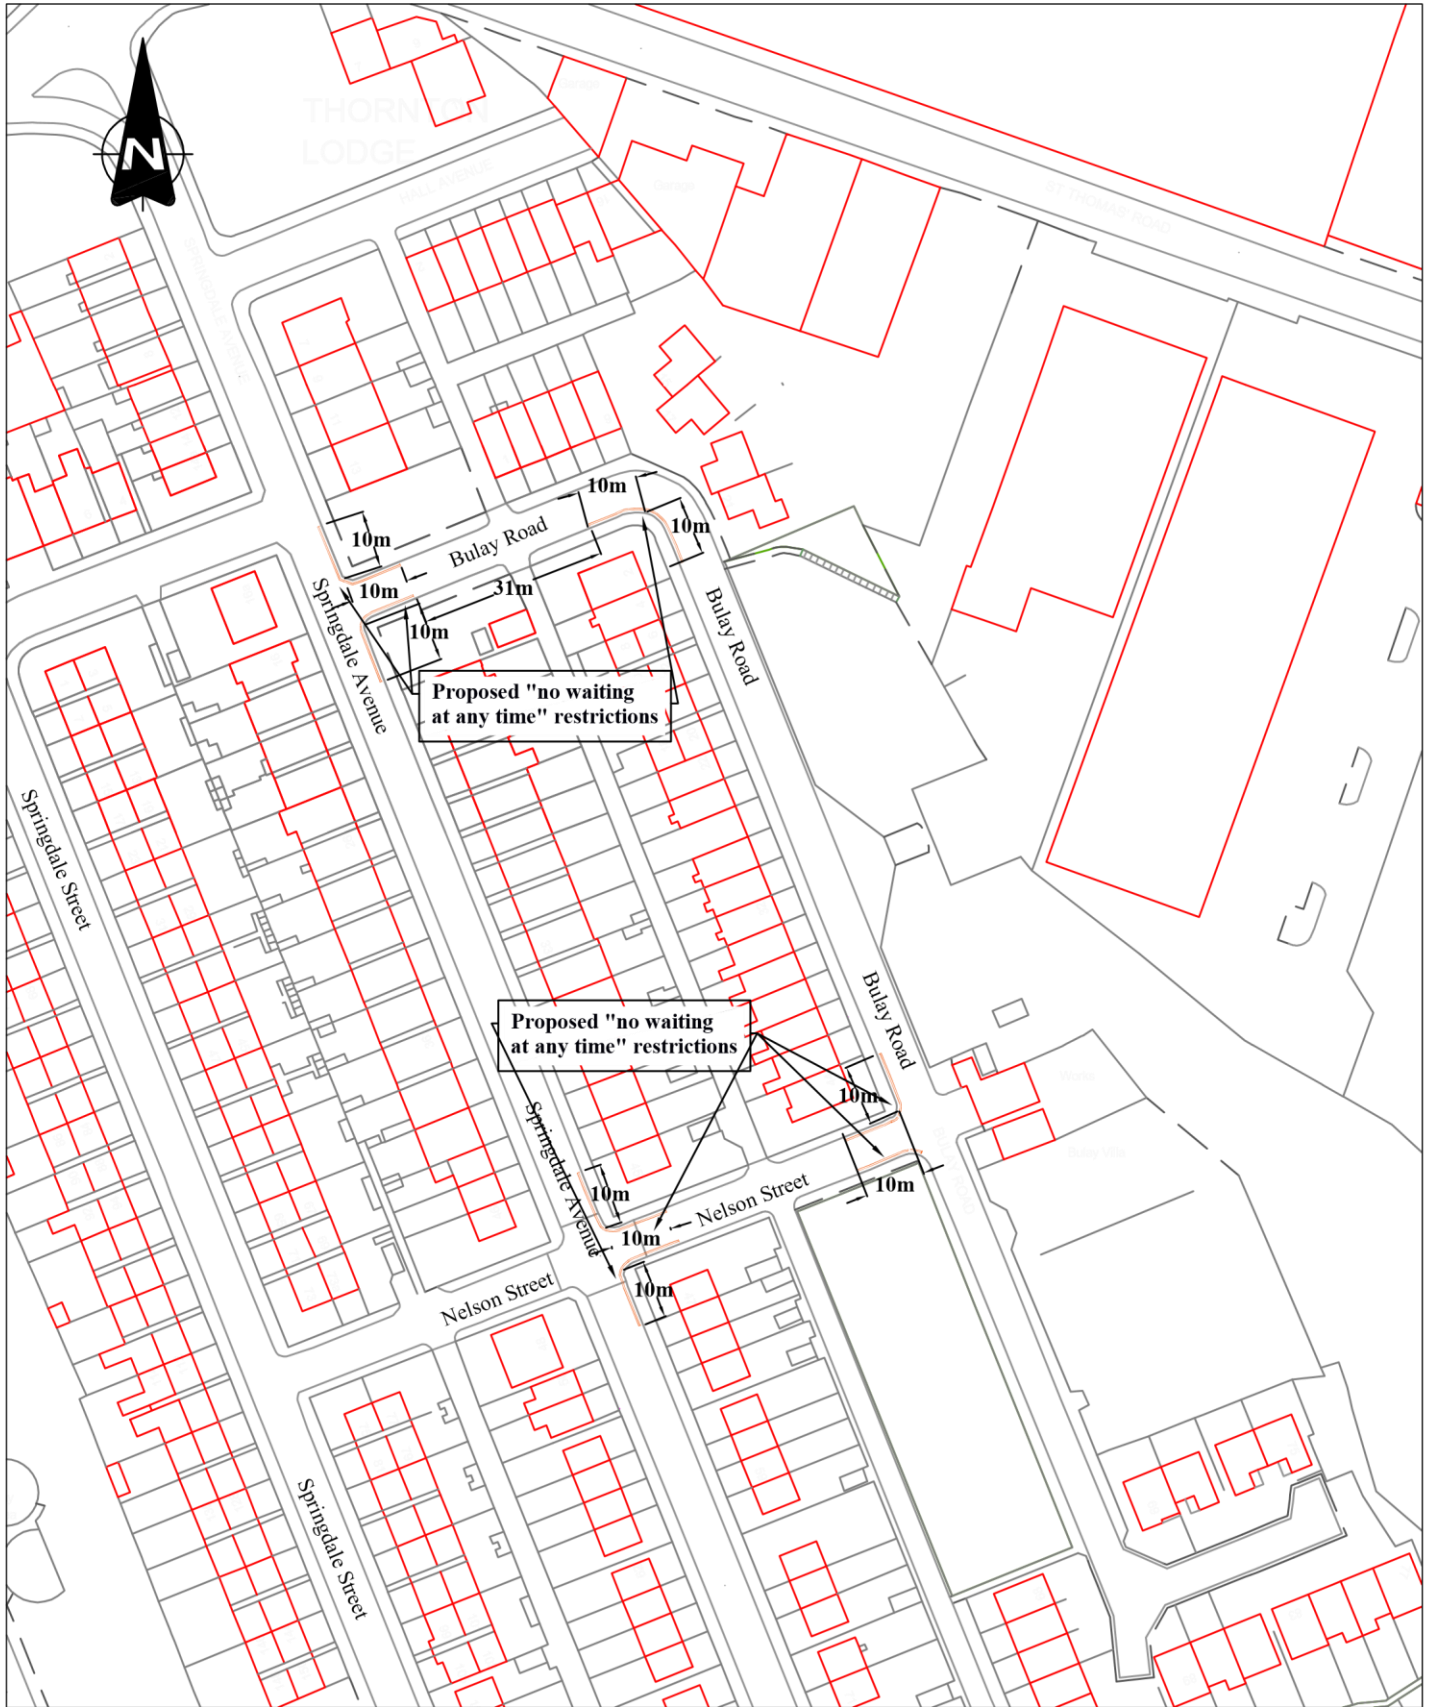 THORNTON
LODGE
N
HALL AVENUE
SPRINGDALE AVENUE
Garage
Garage
ST THOMAS' ROAD
10m
10m
10m
Bulay Road
10m
31m
10m
Springdale Avenue
Bulay Road
Proposed "no waiting
at any time" restrictions
Springdale Street
Bulay Road
Proposed "no waiting
at any time" restrictions
Works
10m
Springdale Avenue
BULAY ROAD
Bulay Villa
10m
10m
Nelson Street
10m
10m
Nelson Street
Springdale Street